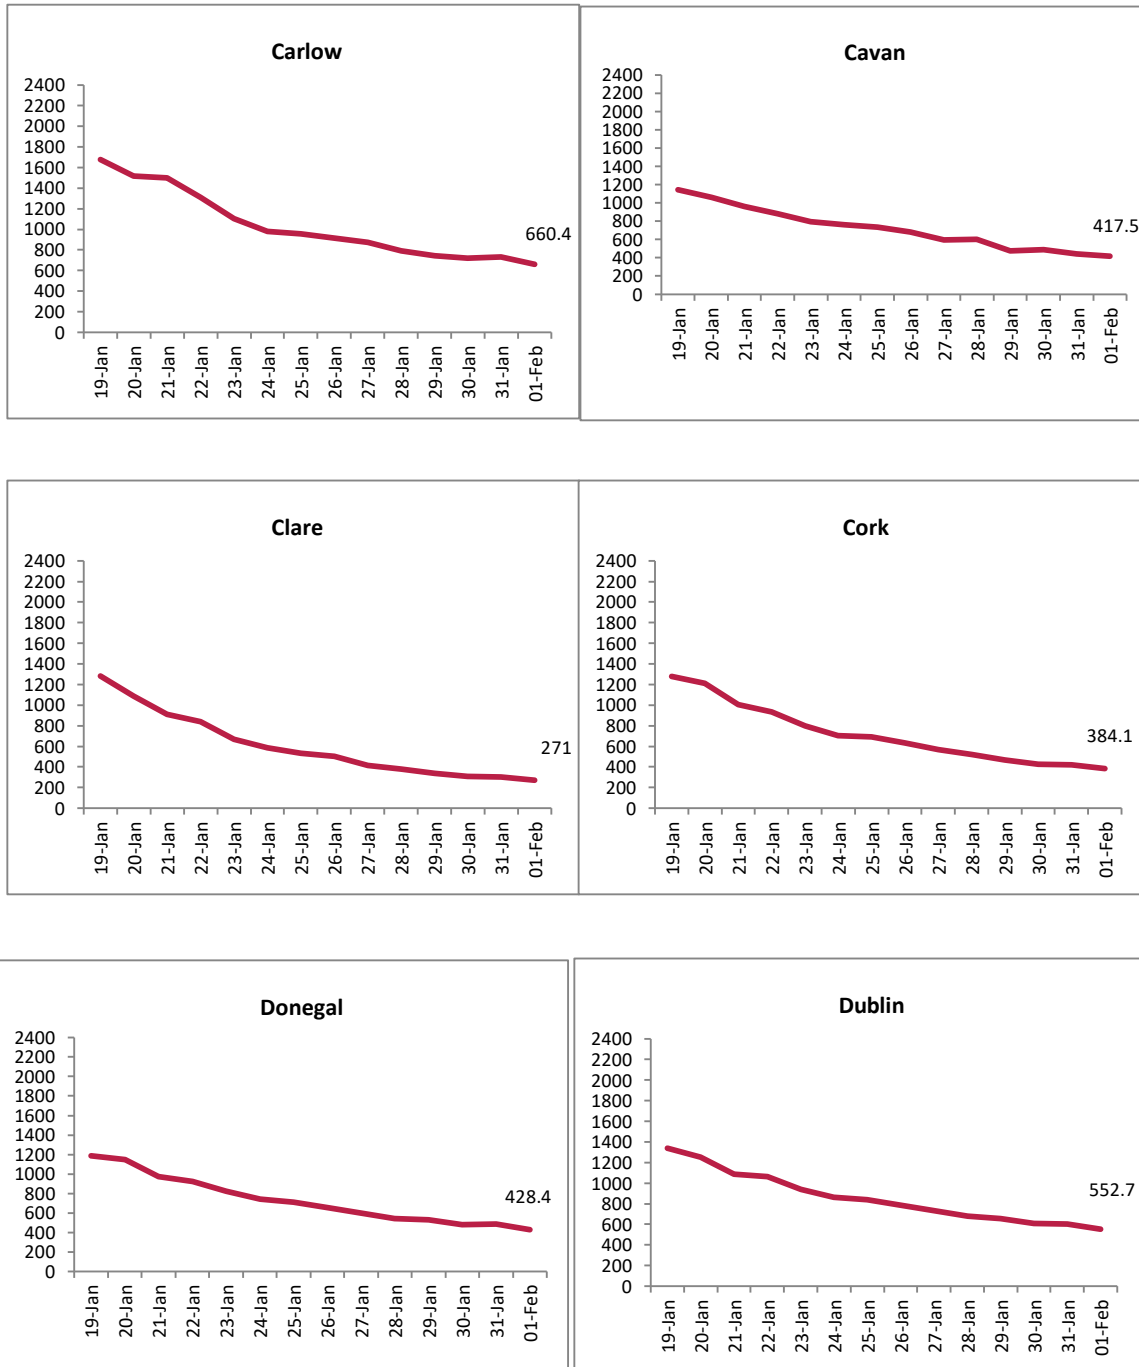 Carlow
2400
2200
2000
1800
1600
1400
1200
1000
800
600
400
200
0
660.4
19-Jan
20-Jan
21-Jan
22-Jan
23-Jan
24-Jan
25-Jan
26-Jan
27-Jan
28-Jan
29-Jan
30-Jan
31-Jan
01-Feb
Cavan
2400
2200
2000
1800
1600
1400
1200
1000
800
600
400
200
0
417.5
19-Jan
20-Jan
21-Jan
22-Jan
23-Jan
24-Jan
25-Jan
26-Jan
27-Jan
28-Jan
29-Jan
30-Jan
31-Jan
01-Feb
Clare
2400
2200
2000
1800
1600
1400
1200
1000
800
600
400
200
0
271
19-Jan
20-Jan
21-Jan
22-Jan
23-Jan
24-Jan
25-Jan
26-Jan
27-Jan
28-Jan
29-Jan
30-Jan
31-Jan
01-Feb
Cork
2400
2200
2000
1800
1600
1400
1200
1000
800
600
400
200
0
384.1
19-Jan
20-Jan
21-Jan
22-Jan
23-Jan
24-Jan
25-Jan
26-Jan
27-Jan
28-Jan
29-Jan
30-Jan
31-Jan
01-Feb
Donegal
2400
2200
2000
1800
1600
1400
1200
1000
800
600
400
200
0
428.4
19-Jan
20-Jan
21-Jan
22-Jan
23-Jan
24-Jan
25-Jan
26-Jan
27-Jan
28-Jan
29-Jan
30-Jan
31-Jan
01-Feb
Dublin
2400
2200
2000
1800
1600
1400
1200
1000
800
600
400
200
0
552.7
19-Jan
20-Jan
21-Jan
22-Jan
23-Jan
24-Jan
25-Jan
26-Jan
27-Jan
28-Jan
29-Jan
30-Jan
31-Jan
01-Feb